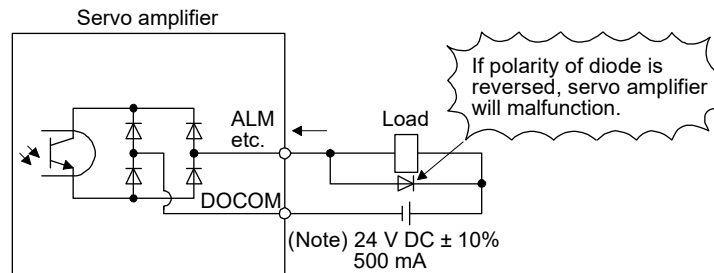 Servo amplifier
If polarity of diode is
reversed, servo amplifier
will malfunction.
ALM
etc.
Load
DOCOM
(Note) 24 V DC ± 10%
500 mA